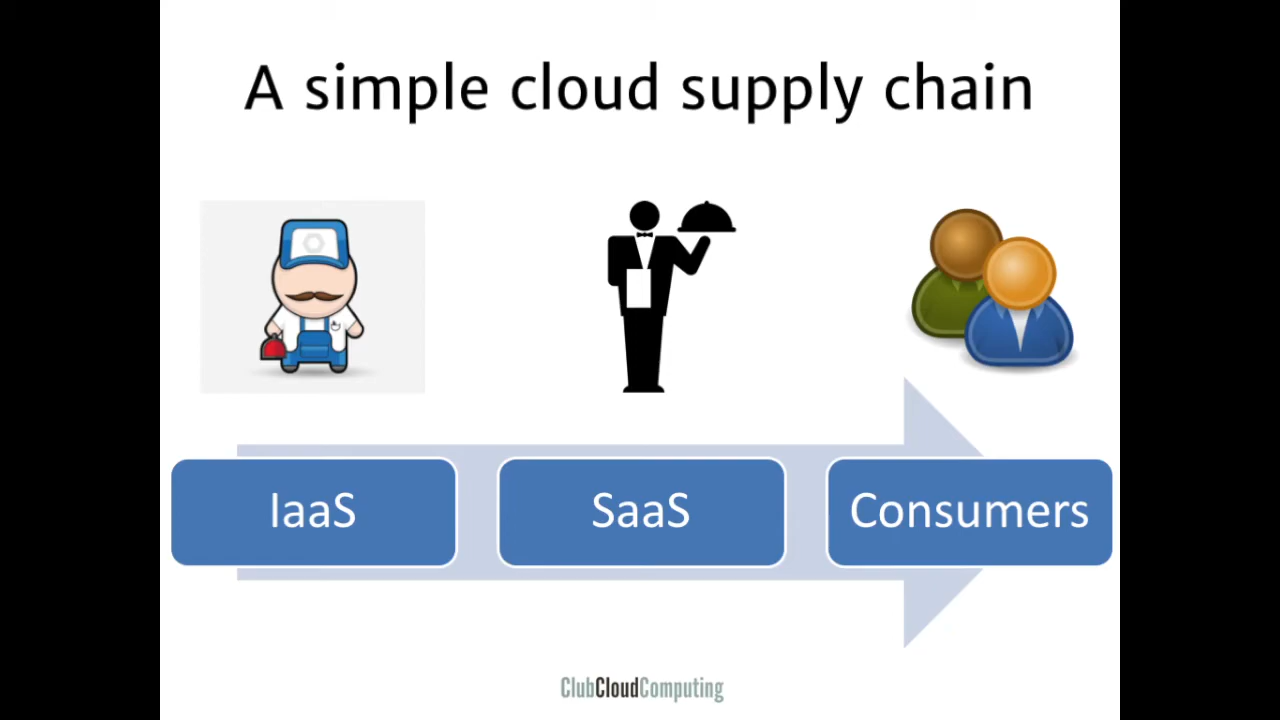 A simple cloud supply chain
IaaS
SaaS
Consumers
ClubCloudComputing